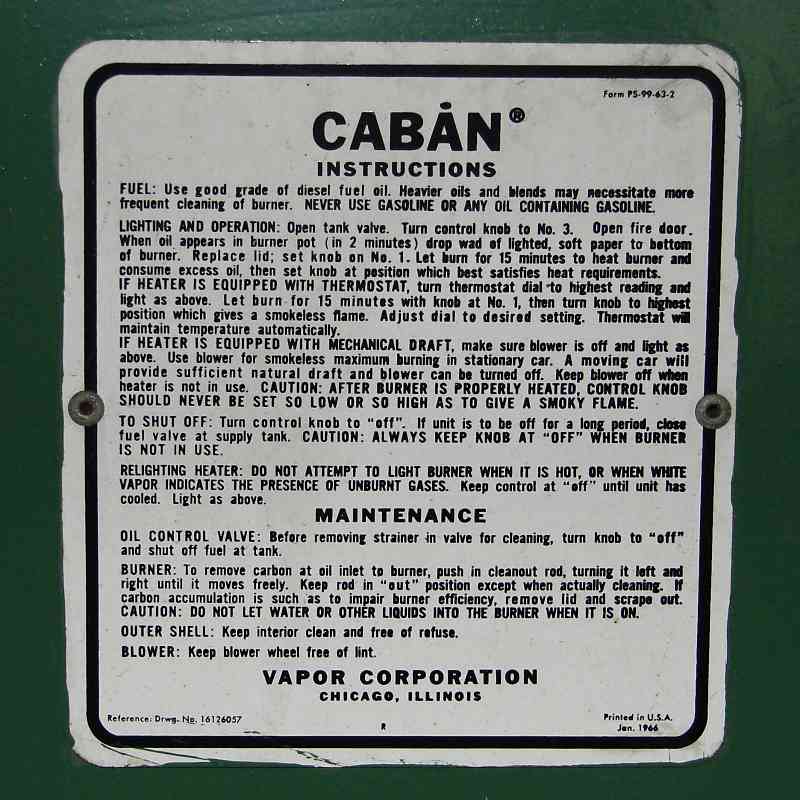 Form PS-99-63-2
CABÅN®
INSTRUCTIONS
FUEL: Use good grade of diesel fuel oil. Heavier oils and blends may necessitate more
frequent cleaning of burner. NEVER USE GASOLINE OR ANY OIL CONTAINING GASOLINE.
LIGHTING AND OPERATION: Open tank valve. Turn control knob to No. 3. Open fire door.
When oil appears in burner pot (in 2 minutes) drop wad of lighted, soft paper to bottom
of burner. Replace lid; set knob on No. 1. Let burn for 15 minutes to heat burner and
consume excess oil, then set knob at position which best satisfies heat requirements.
IF HEATER IS EQUIPPED WITH THERMOSTAT, turn thermostat dial to highest reading and
light as above. Let burn for 15 minutes with knob at No. 1, then turn knob to highest
position which gives a smokeless flame. Adjust dial to desired setting. Thermostat will
maintain temperature automatically.
IF HEATER IS EQUIPPED WITH MECHANICAL DRAFT, make sure blower is off and light as
above. Use blower for smokeless maximum burning in stationary car. A moving car will
provide sufficient natural draft and blower can be turned off. Keep blower off when
heater is not in use. CAUTION: AFTER BURNER IS PROPERLY HEATED, CONTROL KNOB
SHOULD NEVER BE SET SO LOW OR SO HIGH AS TO GIVE A SMOKY FLAME.
TO SHUT OFF: Turn control knob to "off". If unit is to be off for a long period, close
fuel valve at supply tank. CAUTION: ALWAYS KEEP KNOB AT "OFF" WHEN BURNER
IS NOT IN USE.
RELIGHTING HEATER: DO NOT ATTEMPT TO LIGHT BURNER WHEN IT IS HOT, OR WHEN WHITE
VAPOR INDICATES THE PRESENCE OF UNBURNT GASES. Keep control at "off" until unit has
cooled. Light as above.
MAINTENANCE
OIL CONTROL VALVE: Before removing strainer in valve for cleaning, turn knob to "off"
and shut off fuel at tank.
BURNER: To remove carbon at oil inlet to burner, push in cleanout rod, turning it left and
right until it moves freely. Keep rod in "out" position except when actually cleaning. If
carbon accumulation is such as to impair burner efficiency, remove lid and scrape out.
CAUTION: DO NOT LET WATER OR OTHER LIQUIDS INTO THE BURNER WHEN IT IS ON.
OUTER SHELL: Keep interior clean and free of refuse.
BLOWER: Keep blower wheel free of lint.
VAPOR CORPORATION
CHICAGO, ILLINOIS
Reference: Drwg. No. 16126057
R
Printed in U.S.A.
Jan. 1966